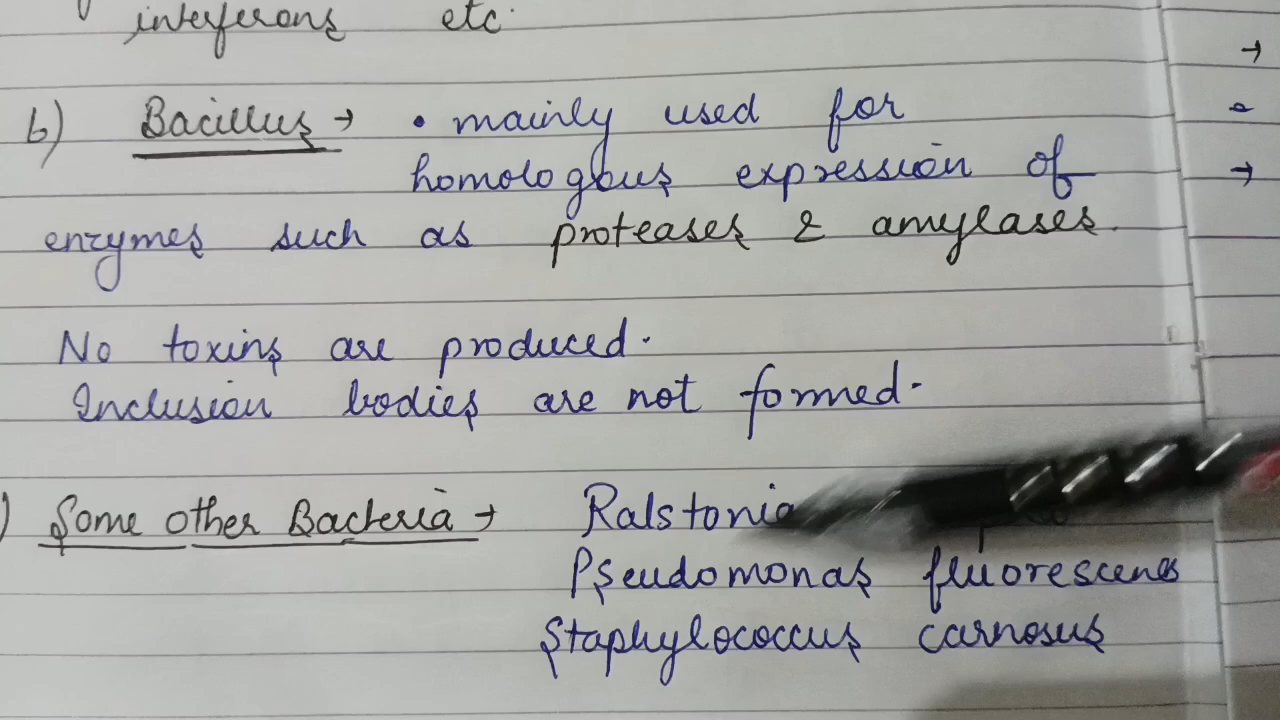 interferons etc.
b) Bacillus → • mainly used for
homologous expression of
enzymes such as proteases & amylases.
No toxins are produced.
Inclusion bodies are not formed.
) Some other Bacteria → Ralstonia
Pseudomonas fluorescens
Staphylococcus carnosus